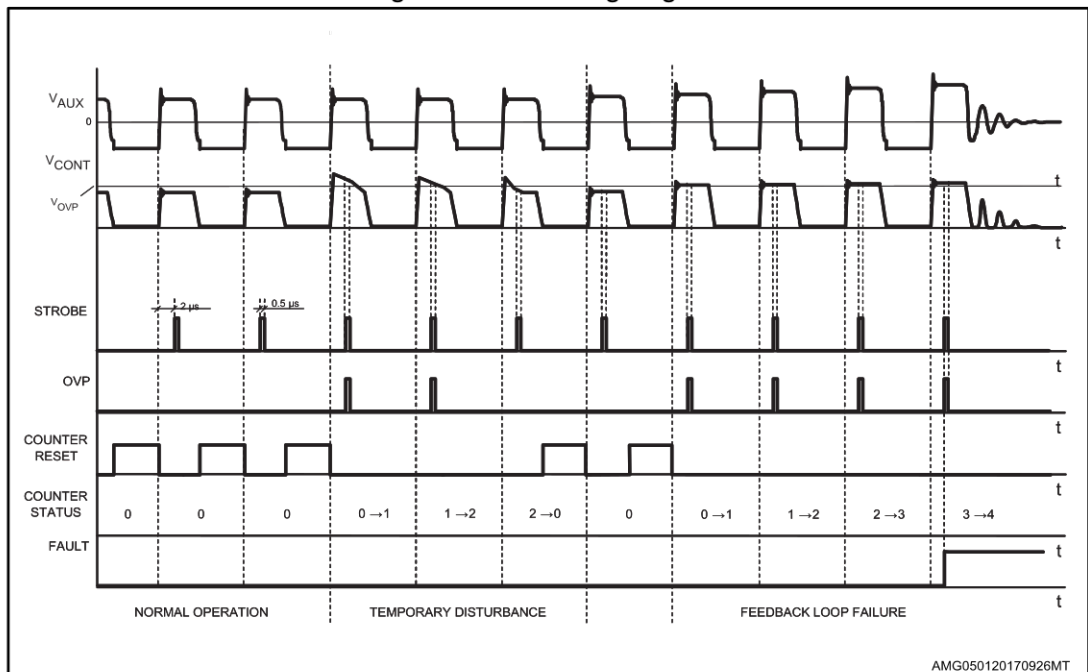 V_AUX
0
V_CONT
t
V_OVP
t
STROBE
2 µs
0.5 µs
t
OVP
t
COUNTER
RESET
t
COUNTER
STATUS
0
0
0
0→1
1→2
2→0
0
0→1
1→2
2→3
3→4
FAULT
t
t
NORMAL OPERATION
TEMPORARY DISTURBANCE
FEEDBACK LOOP FAILURE
AMG050120170926MT